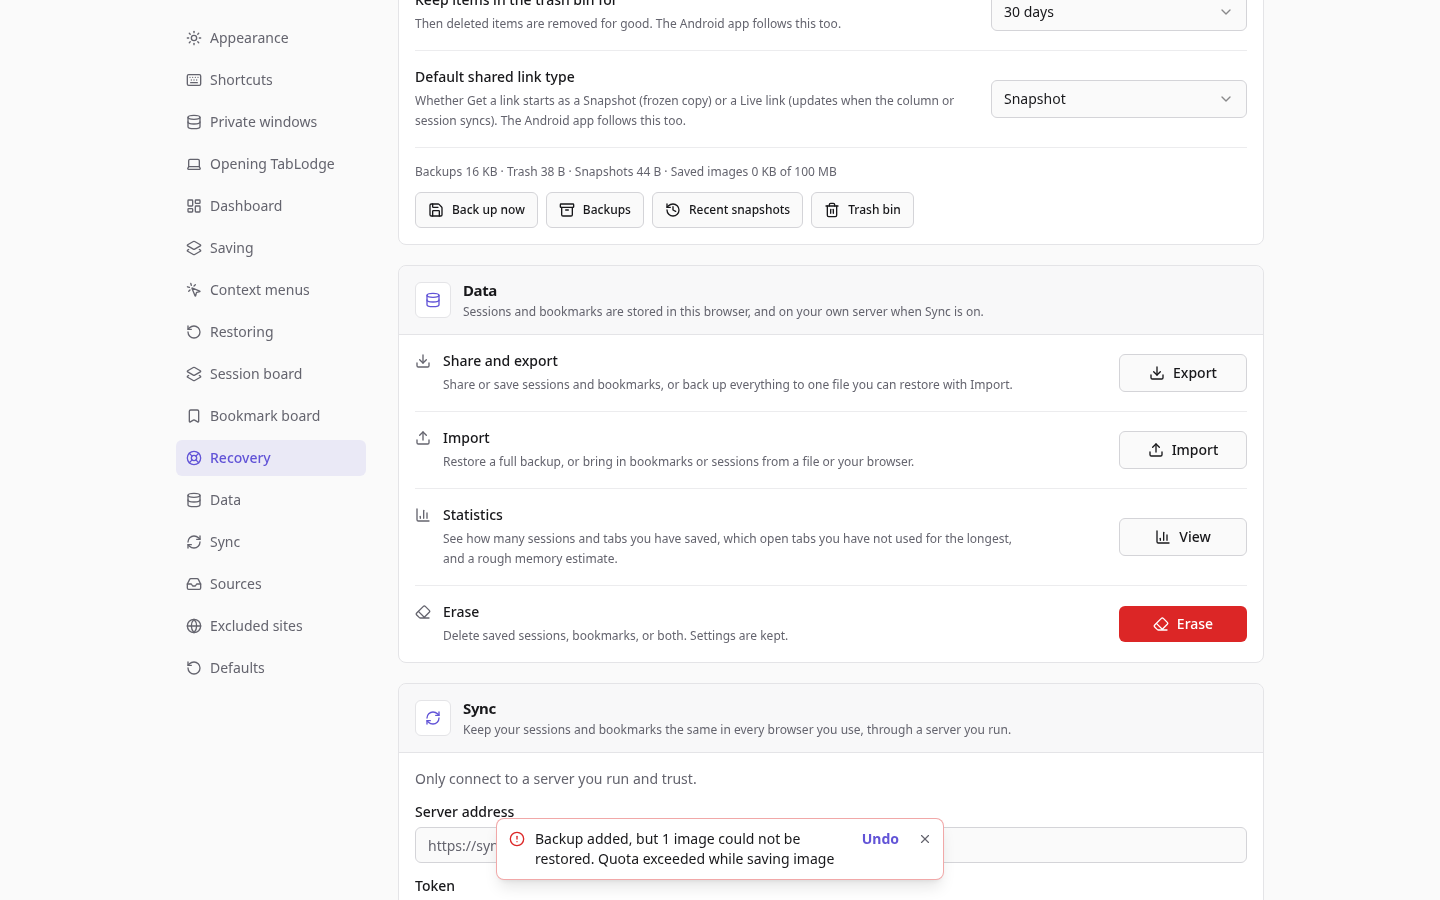 Appearance
Shortcuts
Private windows
Opening TabLodge
Dashboard
Saving
Context menus
Restoring
Session board
Bookmark board
Recovery
Data
Sync
Sources
Excluded sites
Defaults
Keep items in the trash bin for
Then deleted items are removed for good. The Android app follows this too.
30 days
Default shared link type
Whether Get a link starts as a Snapshot (frozen copy) or a Live link (updates when the column or
session syncs). The Android app follows this too.
Snapshot
Backups 16 KB · Trash 38 B · Snapshots 44 B · Saved images 0 KB of 100 MB
Back up now
Backups
Recent snapshots
Trash bin
Data
Sessions and bookmarks are stored in this browser, and on your own server when Sync is on.
Share and export
Share or save sessions and bookmarks, or back up everything to one file you can restore with Import.
Export
Import
Restore a full backup, or bring in bookmarks or sessions from a file or your browser.
Import
Statistics
See how many sessions and tabs you have saved, which open tabs you have not used for the longest,
and a rough memory estimate.
View
Erase
Delete saved sessions, bookmarks, or both. Settings are kept.
Erase
Sync
Keep your sessions and bookmarks the same in every browser you use, through a server you run.
Only connect to a server you run and trust.
Server address
https://syn
Backup added, but 1 image could not be
restored. Quota exceeded while saving image
Undo
Token